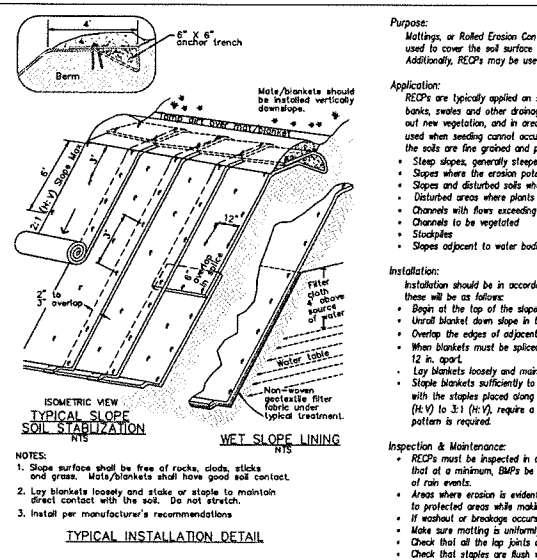 4'
6" X 6"
anchor trench
Berm
Mats/blankets should
be installed vertically
downslope.
Tamp dirt over mat/blanket
6'
3'
2:1 (H:V) Slope Max
3'
12"
6" overlap
in splice
2" to
3" overlap
Filter
cloth
4' above
source
of water
Water table
Non-woven
geotextile filter
fabric under
typical treatment.
ISOMETRIC VIEW
TYPICAL SLOPE
SOIL STABLIZATION
NTS
WET SLOPE LINING
NTS
NOTES:
1. Slope surface shall be free of rocks, clods, sticks
and grass. Mats/blankets shall have good soil contact.
2. Lay blankets loosely and stake or staple to maintain
direct contact with the soil. Do not stretch.
3. Install per manufacturer's recommendations
TYPICAL INSTALLATION DETAIL
Purpose:
Mattings, or Rolled Erosion Con
used to cover the soil surface
Additionally, RECPs may be use
Application:
RECPs are typically applied on s
banks, swales and other drainag
out new vegetation, and in area
used when seeding cannot occu
the soils are fine grained and p
• Steep slopes, generally steepe
• Slopes where the erosion pote
• Slopes and disturbed soils whe
• Disturbed areas where plants
• Channels with flows exceeding
• Channels to be vegetated
• Stockpiles
• Slopes adjacent to water bodi
Installation:
Installation should be in accorda
these will be as follows:
• Begin at the top of the slope
• Unroll blanket down slope in t
• Overlap the edges of adjacent
• When blankets must be spliced
12 in. apart.
• Lay blankets loosely and main
• Staple blankets sufficiently to
with the staples placed along
(H:V) to 3:1 (H:V), require a
pattern is required.
Inspection & Maintenance:
• RECPs must be inspected in a
that at a minimum, BMPs be
of rain events.
• Areas where erosion is evident
to protected areas while makin
• If washout or breakage occurs
• Make sure matting is uniformly
• Check that all the lap joints a
• Check that staples are flush w